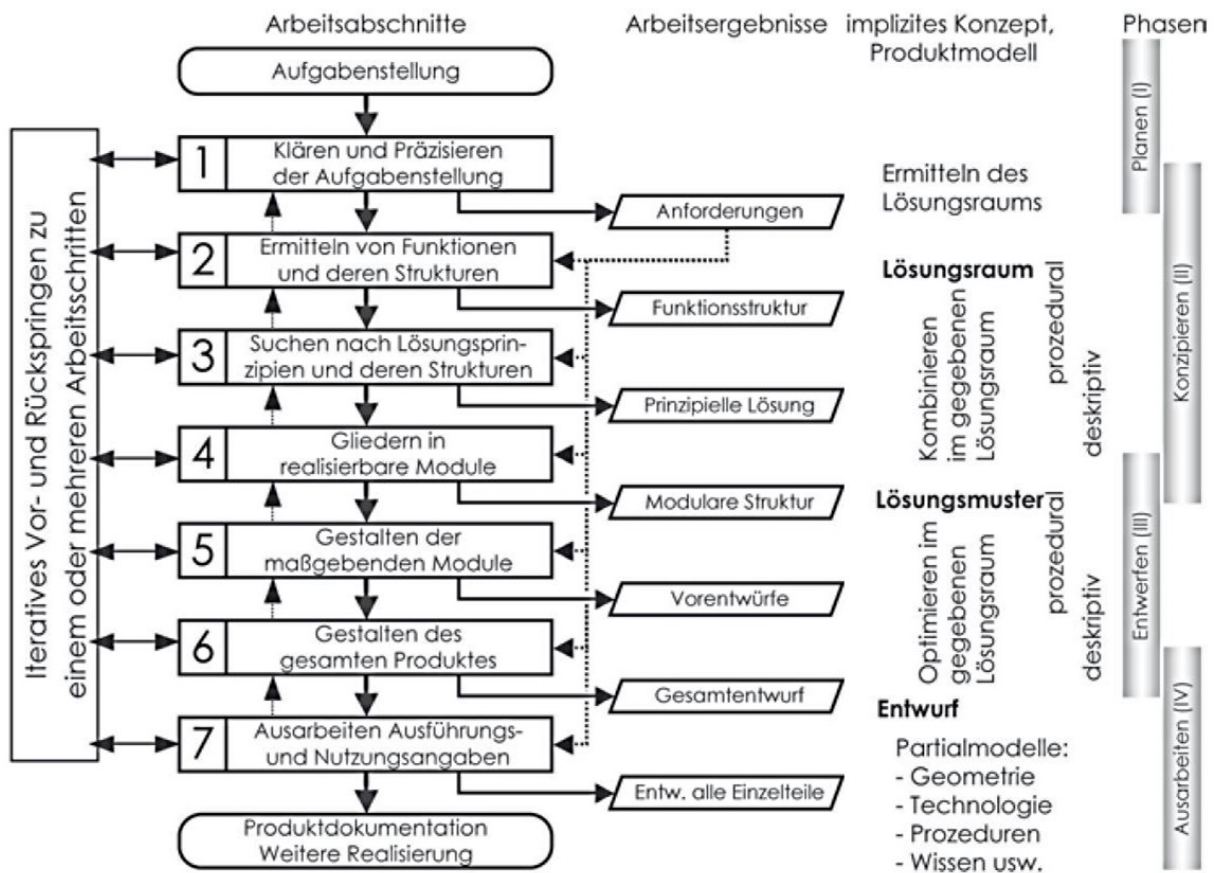 Arbeitsabschnitte
Arbeitsergebnisse
implizites Konzept,
Produktmodell
Phasen
Aufgabenstellung
Iteratives Vor- und Rückspringen zu
einem oder mehreren Arbeitsschritten
1
Klären und Präzisieren
der Aufgabenstellung
Anforderungen
2
Ermitteln von Funktionen
und deren Strukturen
Funktionsstruktur
3
Suchen nach Lösungsprin-
zipien und deren Strukturen
Prinzipielle Lösung
4
Gliedern in
realisierbare Module
Modulare Struktur
5
Gestalten der
maßgebenden Module
Vorentwürfe
6
Gestalten des
gesamten Produktes
Gesamtentwurf
7
Ausarbeiten Ausführungs-
und Nutzungsangaben
Entw. alle Einzelteile
Produktdokumentation
Weitere Realisierung
Ermitteln des
Lösungsraums
Lösungsraum
Kombinieren
im gegebenen
Lösungsraum
prozedural
deskriptiv
Lösungsmuster
Optimieren im
gegebenen
Lösungsraum
prozedural
deskriptiv
Entwurf
Partialmodelle:
- Geometrie
- Technologie
- Prozeduren
- Wissen usw.
Planen (I)
Konzipieren (II)
Entwerfen (III)
Ausarbeiten (IV)